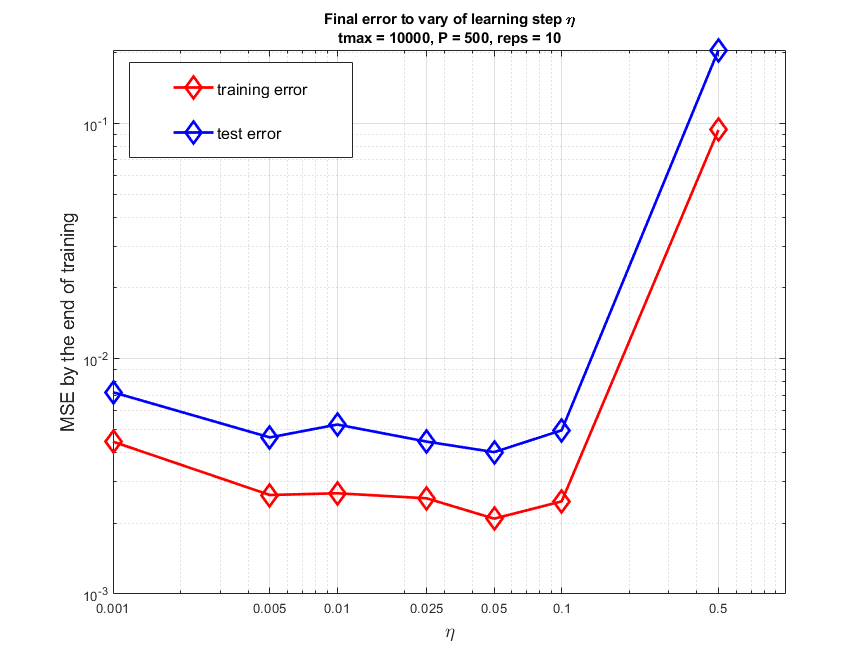 Final error to vary of learning step η
tmax = 10000, P = 500, reps = 10
training error
test error
MSE by the end of training
10^-1
10^-2
10^-3
0.001 0.005 0.01 0.025 0.05 0.1 0.5
η